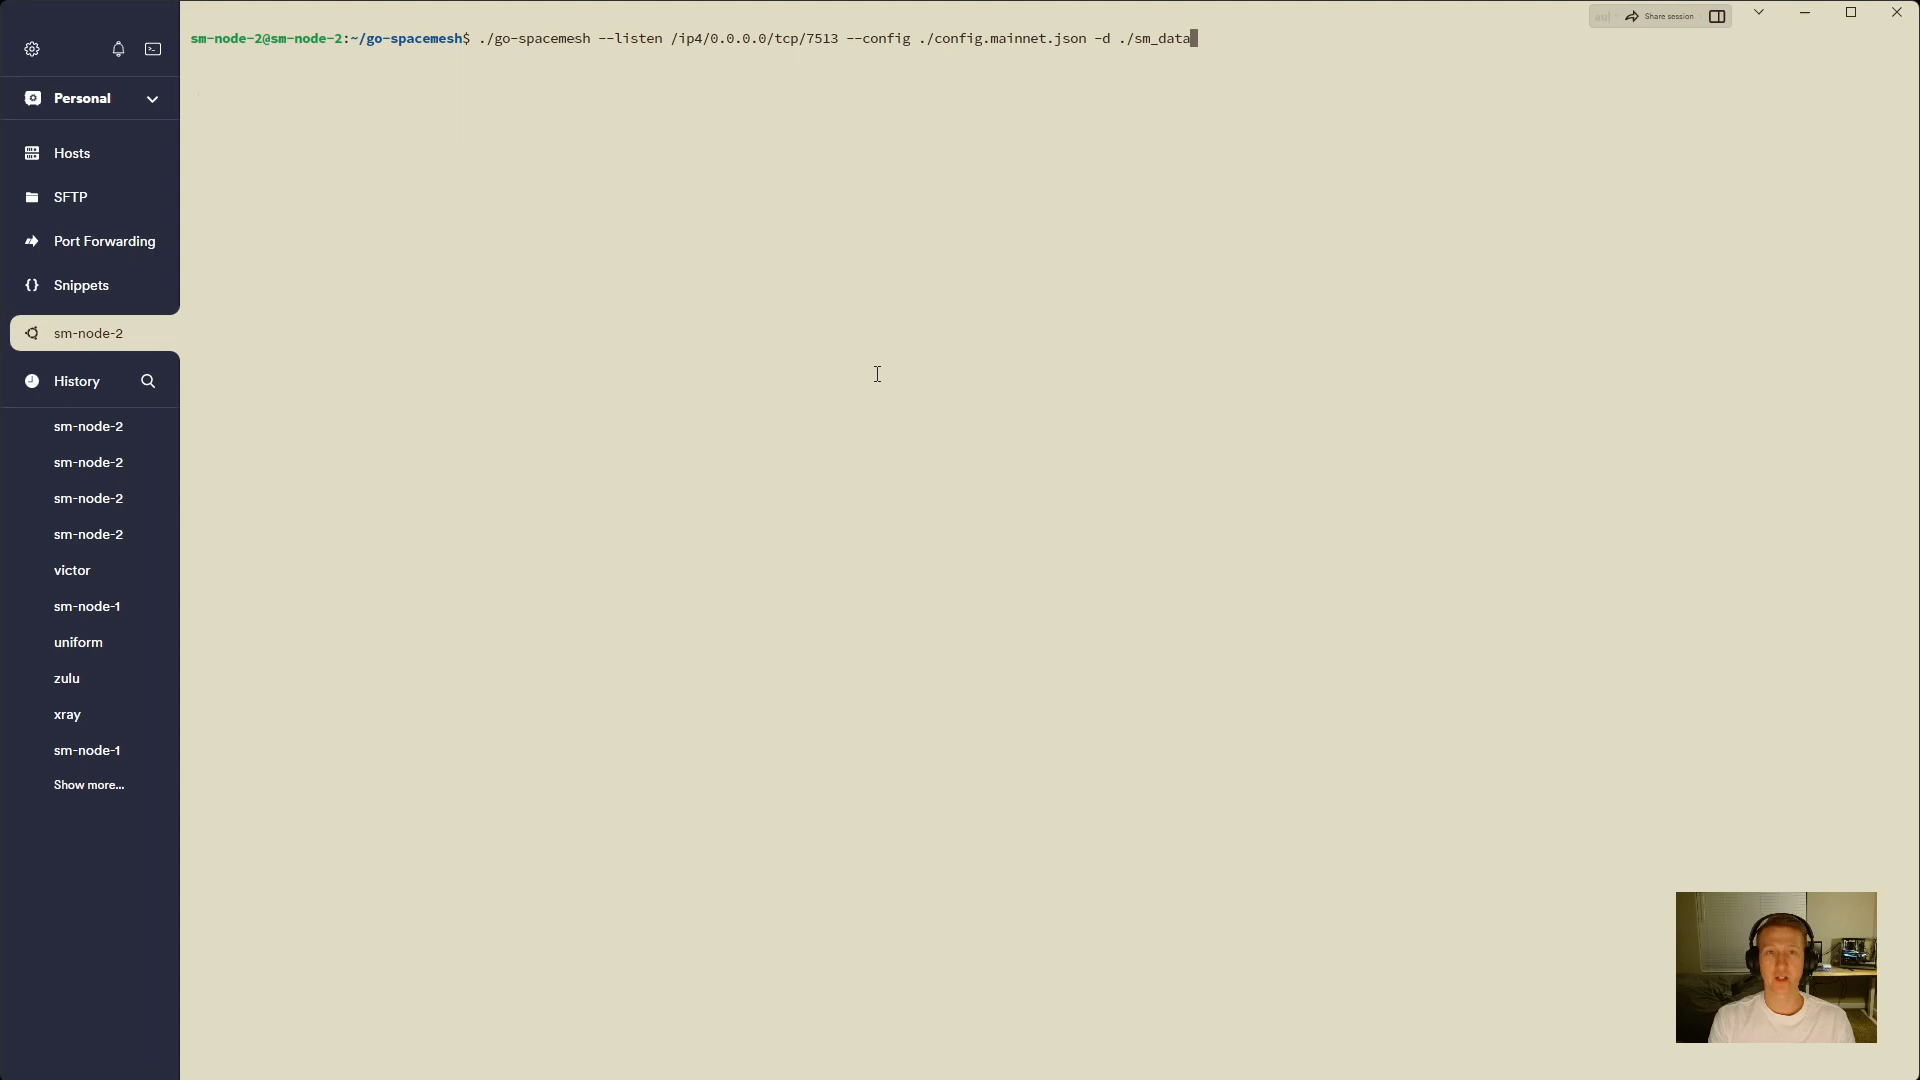 Share session
sm-node-2@sm-node-2:~/go-spacemesh$ ./go-spacemesh --listen /ip4/0.0.0.0/tcp/7513 --config ./config.mainnet.json -d ./sm_data
Personal
Hosts
SFTP
Port Forwarding
Snippets
sm-node-2
History
sm-node-2
sm-node-2
sm-node-2
sm-node-2
victor
sm-node-1
uniform
zulu
xray
sm-node-1
Show more...